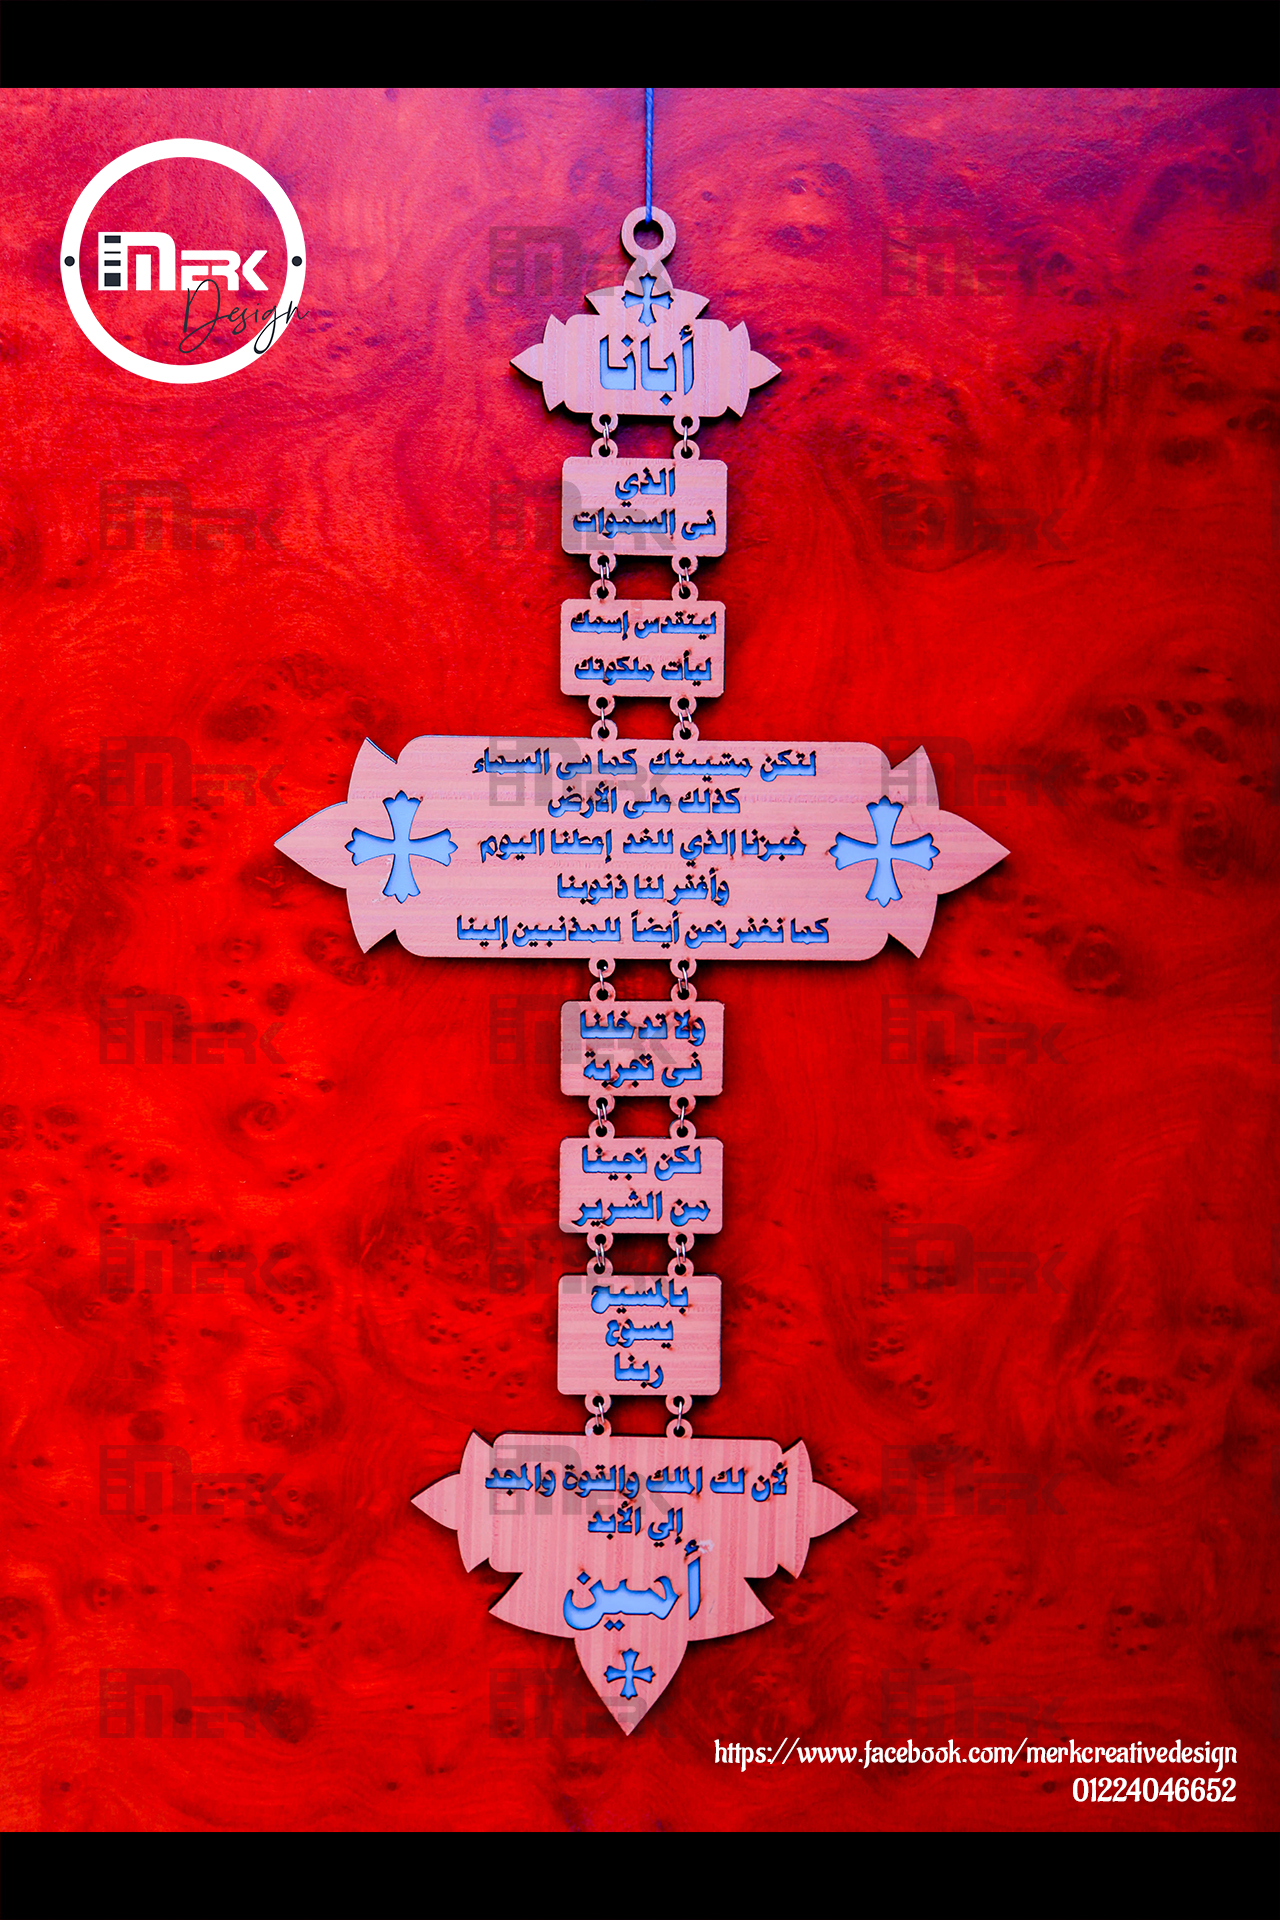 MERK
Design
أبانا
الذي
فى السموات
ليتقدس إسمك
ليأت ملكوتك
لتكن مشيئتك كما فى السماء
كذلك على الأرض
خبزنا الذي للغد إعطنا اليوم
وأغفر لنا ذنوبنا
كما نغفر نحن أيضاً للمذنبين إلينا
ولا تدخلنا
فى تجربة
لكن نجينا
من الشرير
بالمسيح
يسوع
ربنا
لأن لك الملك والقوة والمجد
إلي الأبد
أمين
https://www.facebook.com/merkcreativedesign
01224046652